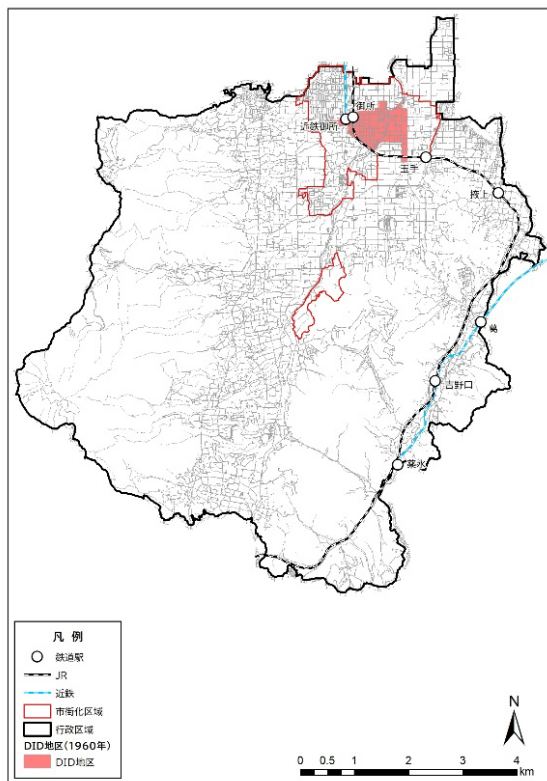 御所
近鉄御所
玉手
掖上
葛
吉野口
薬水
凡 例
鉄道駅
JR
近鉄
市街化区域
行政区域
DID地区(1960年)
DID地区
N
0 0.5 1 2 3 4
km